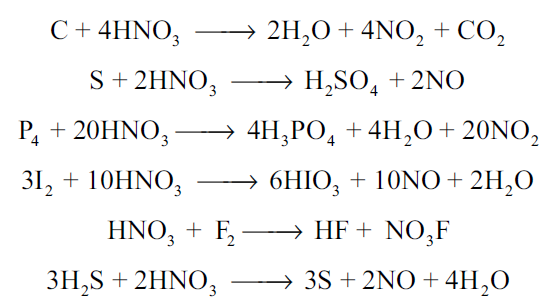 C + 4HNO₃ ⟶ 2H₂O + 4NO₂ + CO₂
S + 2HNO₃ ⟶ H₂SO₄ + 2NO
P₄ + 20HNO₃ ⟶ 4H₃PO₄ + 4H₂O + 20NO₂
3I₂ + 10HNO₃ ⟶ 6HIO₃ + 10NO + 2H₂O
HNO₃ + F₂ ⟶ HF + NO₃F
3H₂S + 2HNO₃ ⟶ 3S + 2NO + 4H₂O